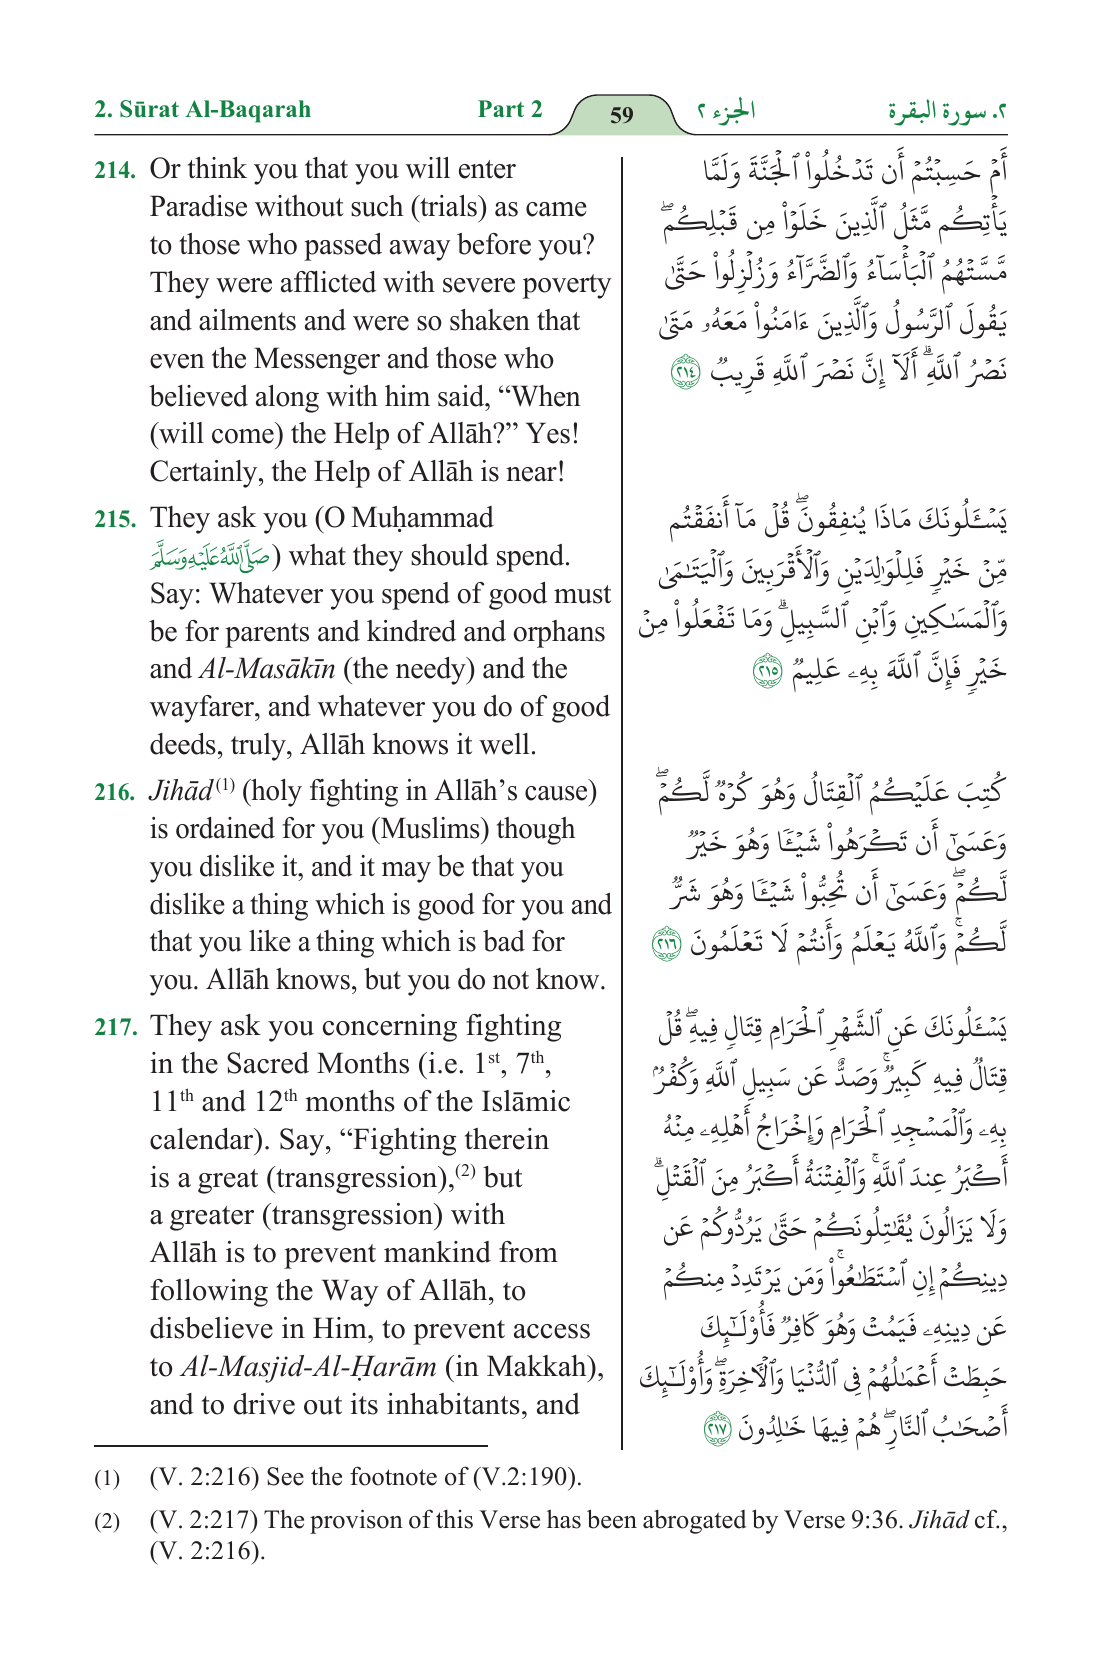 2. Sūrat Al-Baqarah
Part 2
59
الجزء ٢
٢. سورة البقرة
214. Or think you that you will enter
Paradise without such (trials) as came
to those who passed away before you?
They were afflicted with severe poverty
and ailments and were so shaken that
even the Messenger and those who
believed along with him said, “When
(will come) the Help of Allāh?” Yes!
Certainly, the Help of Allāh is near!
215. They ask you (O Muḥammad
صَلَّى اللَّهُ عَلَيْهِ وَسَلَّمَ) what they should spend.
Say: Whatever you spend of good must
be for parents and kindred and orphans
and Al-Masākīn (the needy) and the
wayfarer, and whatever you do of good
deeds, truly, Allāh knows it well.
216. Jihād(1) (holy fighting in Allāh’s cause)
is ordained for you (Muslims) though
you dislike it, and it may be that you
dislike a thing which is good for you and
that you like a thing which is bad for
you. Allāh knows, but you do not know.
217. They ask you concerning fighting
in the Sacred Months (i.e. 1st, 7th,
11th and 12th months of the Islāmic
calendar). Say, “Fighting therein
is a great (transgression),(2) but
a greater (transgression) with
Allāh is to prevent mankind from
following the Way of Allāh, to
disbelieve in Him, to prevent access
to Al-Masjid-Al-Ḥarām (in Makkah),
and to drive out its inhabitants, and
أَمۡ حَسِبۡتُمۡ أَن تَدۡخُلُواْ ٱلۡجَنَّةَ وَلَمَّا
يَأۡتِكُم مَّثَلُ ٱلَّذِينَ خَلَوۡاْ مِن قَبۡلِكُمۖ
مَّسَّتۡهُمُ ٱلۡبَأۡسَآءُ وَٱلضَّرَّآءُ وَزُلۡزِلُواْ حَتَّىٰ
يَقُولَ ٱلرَّسُولُ وَٱلَّذِينَ ءَامَنُواْ مَعَهُۥ مَتَىٰ
نَصۡرُ ٱللَّهِۗ أَلَآ إِنَّ نَصۡرَ ٱللَّهِ قَرِيبٞ ٢١٤
يَسۡـَٔلُونَكَ مَاذَا يُنفِقُونَۖ قُلۡ مَآ أَنفَقۡتُم
مِّنۡ خَيۡرٖ فَلِلۡوَٰلِدَيۡنِ وَٱلۡأَقۡرَبِينَ وَٱلۡيَتَٰمَىٰ
وَٱلۡمَسَٰكِينِ وَٱبۡنِ ٱلسَّبِيلِۗ وَمَا تَفۡعَلُواْ مِنۡ
خَيۡرٖ فَإِنَّ ٱللَّهَ بِهِۦ عَلِيمٞ ٢١٥
كُتِبَ عَلَيۡكُمُ ٱلۡقِتَالُ وَهُوَ كُرۡهٞ لَّكُمۡۖ
وَعَسَىٰٓ أَن تَكۡرَهُواْ شَيۡـٔٗا وَهُوَ خَيۡرٞ
لَّكُمۡۖ وَعَسَىٰٓ أَن تُحِبُّواْ شَيۡـٔٗا وَهُوَ شَرّٞ
لَّكُمۡۚ وَٱللَّهُ يَعۡلَمُ وَأَنتُمۡ لَا تَعۡلَمُونَ ٢١٦
يَسۡـَٔلُونَكَ عَنِ ٱلشَّهۡرِ ٱلۡحَرَامِ قِتَالٖ فِيهِۖ قُلۡ
قِتَالٞ فِيهِ كَبِيرٞۚ وَصَدٌّ عَن سَبِيلِ ٱللَّهِ وَكُفۡرُۢ
بِهِۦ وَٱلۡمَسۡجِدِ ٱلۡحَرَامِ وَإِخۡرَاجُ أَهۡلِهِۦ مِنۡهُ
أَكۡبَرُ عِندَ ٱللَّهِۚ وَٱلۡفِتۡنَةُ أَكۡبَرُ مِنَ ٱلۡقَتۡلِۗ
وَلَا يَزَالُونَ يُقَٰتِلُونَكُمۡ حَتَّىٰ يَرُدُّوكُمۡ عَن
دِينِكُمۡ إِنِ ٱسۡتَطَٰعُواْۚ وَمَن يَرۡتَدِدۡ مِنكُمۡ
عَن دِينِهِۦ فَيَمُتۡ وَهُوَ كَافِرٞ فَأُوْلَٰٓئِكَ
حَبِطَتۡ أَعۡمَٰلُهُمۡ فِي ٱلدُّنۡيَا وَٱلۡأٓخِرَةِۖ وَأُوْلَٰٓئِكَ
أَصۡحَٰبُ ٱلنَّارِۖ هُمۡ فِيهَا خَٰلِدُونَ ٢١٧
(1) (V. 2:216) See the footnote of (V.2:190).
(2) (V. 2:217) The provison of this Verse has been abrogated by Verse 9:36. Jihād cf.,
(V. 2:216).